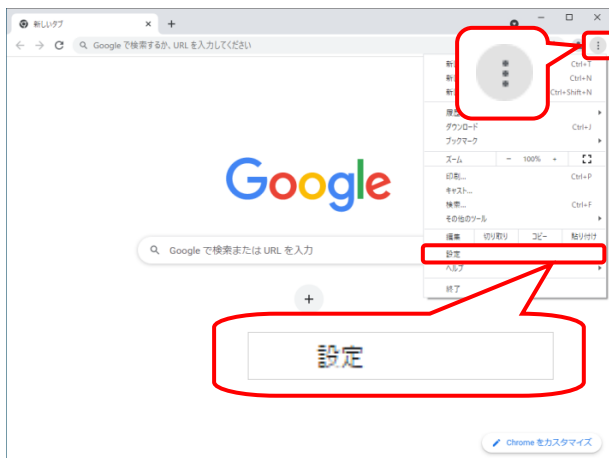 新しいタブ
Google で検索するか、URL を入力してください
Ctrl+T
Ctrl+N
Ctrl+Shift+N
ダウンロード Ctrl+J
ブックマーク
ズーム － 100% +
印刷... Ctrl+P
キャスト...
検索... Ctrl+F
その他のツール
編集 切り取り コピー 貼り付け
設定
ヘルプ
終了
Google
Google で検索または URL を入力
設定
Chrome をカスタマイズ